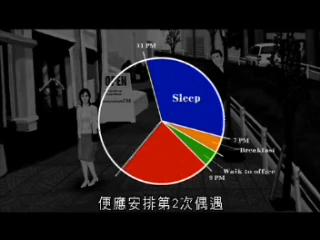 11 PM
OPEN
Sleep
7 PM
Breakfast
Walk to office
9 PM
便應安排第2次偶遇